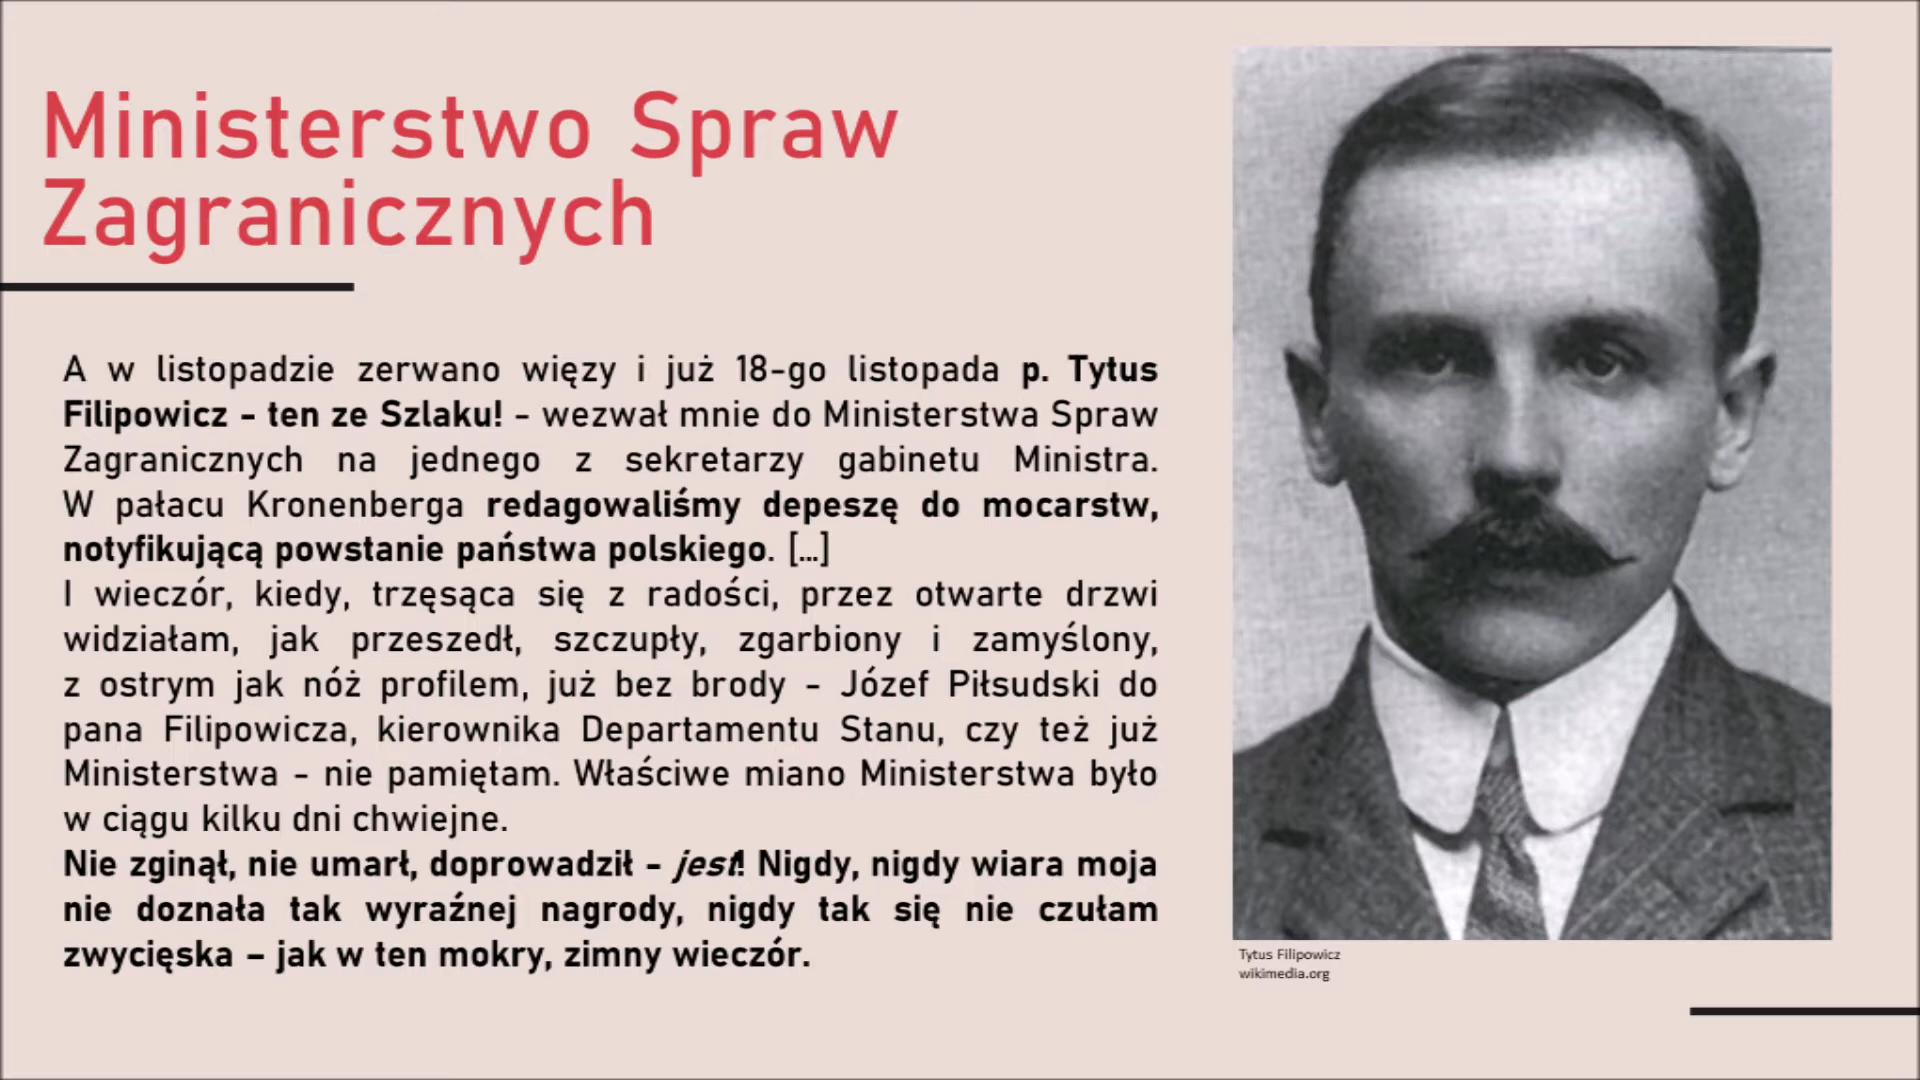 Ministerstwo Spraw
Zagranicznych
A w listopadzie zerwano więzy i już 18-go listopada p. Tytus
Filipowicz - ten ze Szlaku! - wezwał mnie do Ministerstwa Spraw
Zagranicznych na jednego z sekretarzy gabinetu Ministra.
W pałacu Kronenberga redagowaliśmy depeszę do mocarstw,
notyfikującą powstanie państwa polskiego. [...]
I wieczór, kiedy, trzęsąca się z radości, przez otwarte drzwi
widziałam, jak przeszedł, szczupły, zgarbiony i zamyślony,
z ostrym jak nóż profilem, już bez brody - Józef Piłsudski do
pana Filipowicza, kierownika Departamentu Stanu, czy też już
Ministerstwa - nie pamiętam. Właściwe miano Ministerstwa było
w ciągu kilku dni chwiejne.
Nie zginął, nie umarł, doprowadził - jest! Nigdy, nigdy wiara moja
nie doznała tak wyraźnej nagrody, nigdy tak się nie czułam
zwycięska – jak w ten mokry, zimny wieczór.
Tytus Filipowicz
wikimedia.org